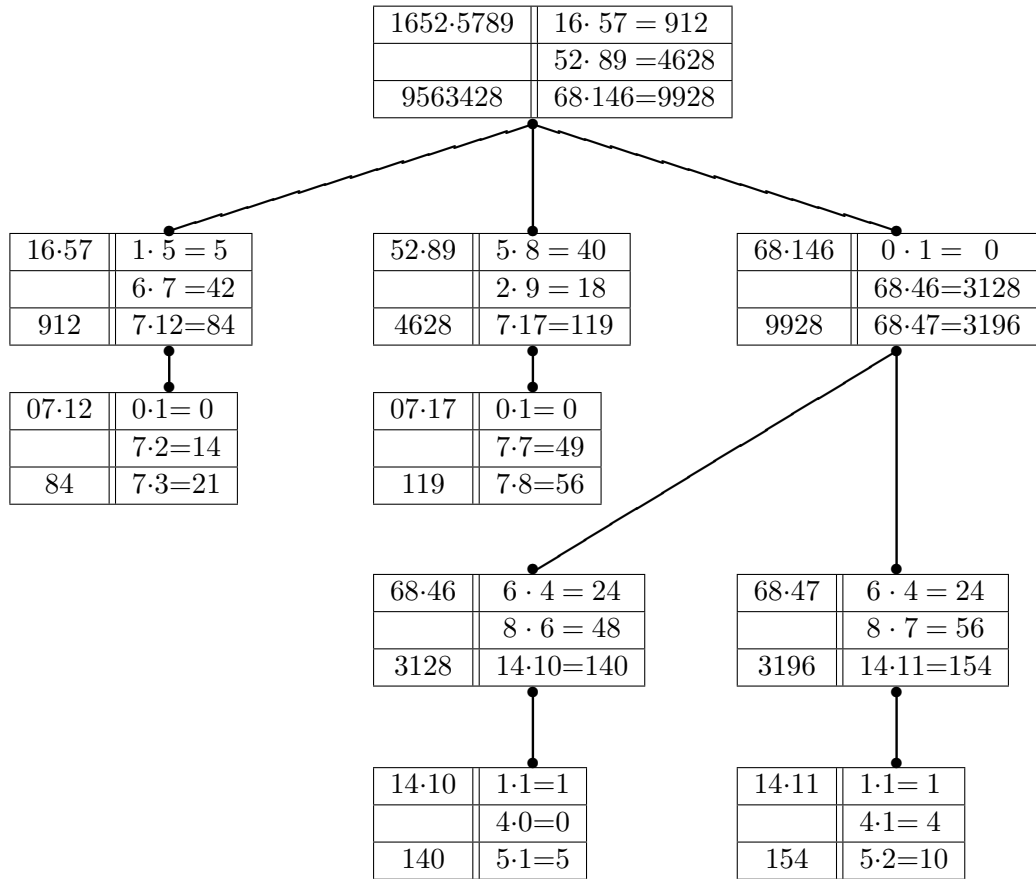 1652·5789 16· 57 = 912
52· 89 =4628
9563428 68·146=9928
16·57 1· 5 = 5
6· 7 =42
912 7·12=84
52·89 5· 8 = 40
2· 9 = 18
4628 7·17=119
68·146 0 · 1 = 0
68·46=3128
9928 68·47=3196
07·12 0·1= 0
7·2=14
84 7·3=21
07·17 0·1=0
7·7=49
119 7·8=56
68·46 6 · 4 = 24
8 · 6 = 48
3128 14·10=140
68·47 6 · 4 = 24
8 · 7 = 56
3196 14·11=154
14·10 1·1=1
4·0=0
140 5·1=5
14·11 1·1= 1
4·1= 4
154 5·2=10